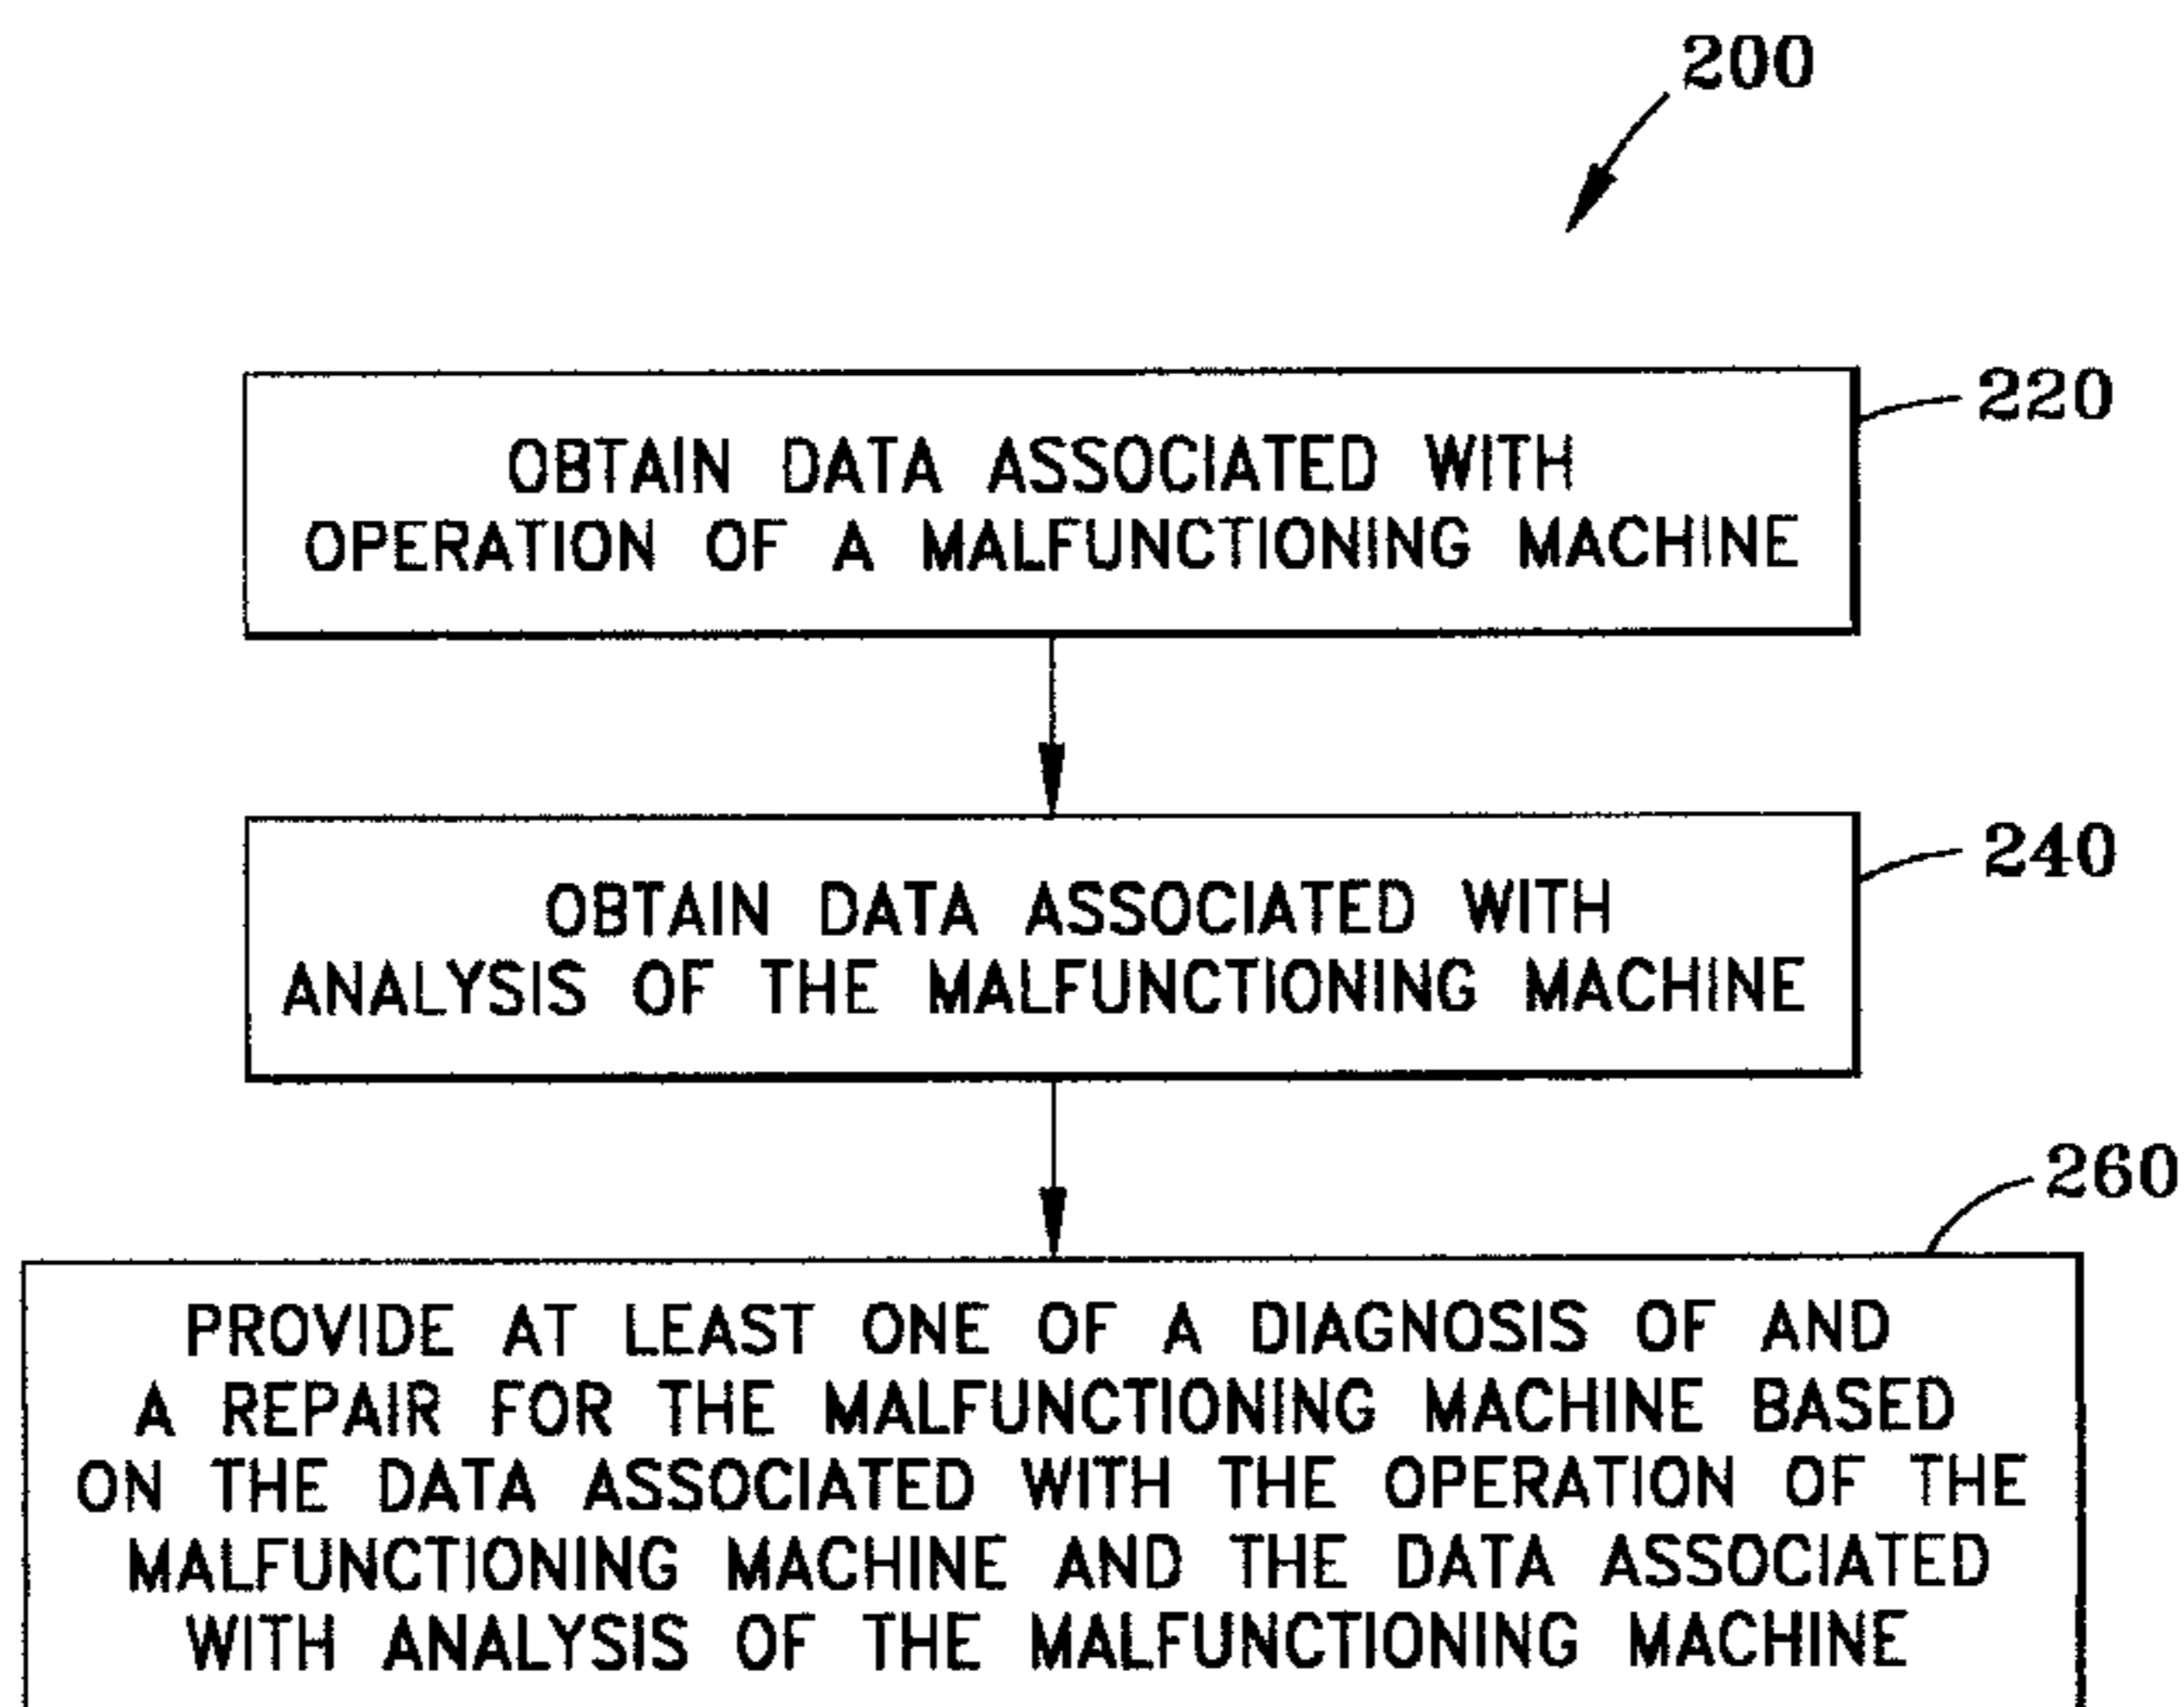 200
220
OBTAIN DATA ASSOCIATED WITH
OPERATION OF A MALFUNCTIONING MACHINE
240
OBTAIN DATA ASSOCIATED WITH
ANALYSIS OF THE MALFUNCTIONING MACHINE
260
PROVIDE AT LEAST ONE OF A DIAGNOSIS OF AND
A REPAIR FOR THE MALFUNCTIONING MACHINE BASED
ON THE DATA ASSOCIATED WITH THE OPERATION OF THE
MALFUNCTIONING MACHINE AND THE DATA ASSOCIATED
WITH ANALYSIS OF THE MALFUNCTIONING MACHINE